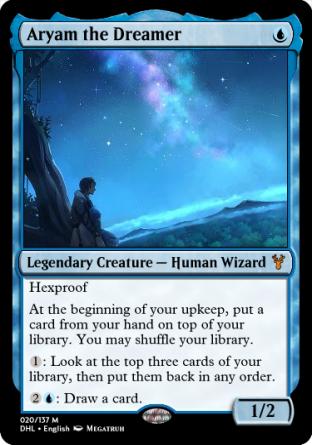 Aryam the Dreamer
Legendary Creature — Human Wizard
Hexproof
At the beginning of your upkeep, put a
card from your hand on top of your
library. You may shuffle your library.
1: Look at the top three cards of your
library, then put them back in any order.
2: Draw a card.
1/2
020/137 M
DHL • English MEGATRUH